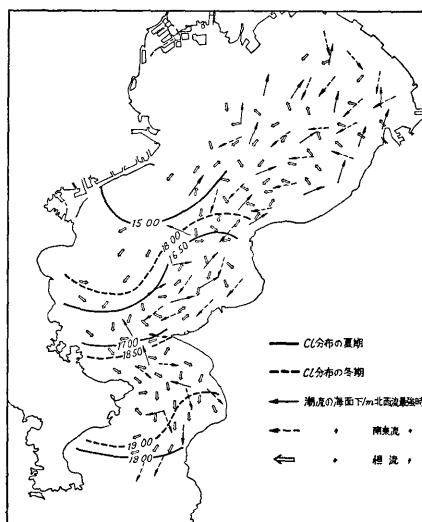 15 00
18.00
16.50
17.00
18.50
19.00
18.00
Cl分布の夏期
Cl分布の冬期
潮流の海面下1m北西流最強時
〃 南東流 〃
〃 恒流 〃